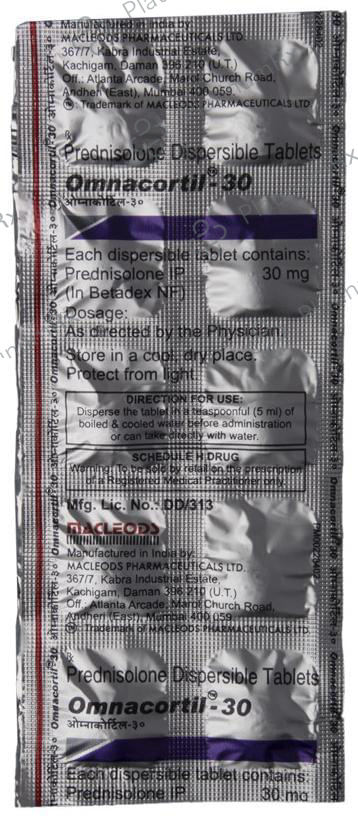 Manufactured in India by:
MACLEODS PHARMACEUTICALS LTD.
367/7, Kabra Industrial Estate,
Kachigam, Daman 396 210 (U.T.)
Off.: Atlanta Arcade, Marol Church Road,
Andheri (East), Mumbai 400 059.
®: Trademark of MACLEODS PHARMACEUTICALS LTD.
℞
Prednisolone Dispersible Tablets
Omnacortil™-30
ओम्नाकोर्टिल-३०
Each dispersible tablet contains:
Prednisolone IP 30 mg
(In Betadex NF)
Dosage:
As directed by the Physician.
Store in a cool, dry place.
Protect from light.
DIRECTION FOR USE:
Disperse the tablet in a teaspoonful (5 ml) of
boiled & cooled water before administration
or can take directly with water.
SCHEDULE H DRUG
Warning: To be sold by retail on the prescription
of a Registered Medical Practitioner only.
Mfg. Lic. No.: DD/313
MACLEODS
Manufactured in India by:
MACLEODS PHARMACEUTICALS LTD.
367/7, Kabra Industrial Estate,
Kachigam, Daman 396 210 (U.T.)
Off.: Atlanta Arcade, Marol Church Road,
Andheri (East), Mumbai 400 059.
®: Trademark of MACLEODS PHARMACEUTICALS LTD.
℞
Prednisolone Dispersible Tablets
Omnacortil™-30
ओम्नाकोर्टिल-३०
Each dispersible tablet contains:
Prednisolone IP 30 mg